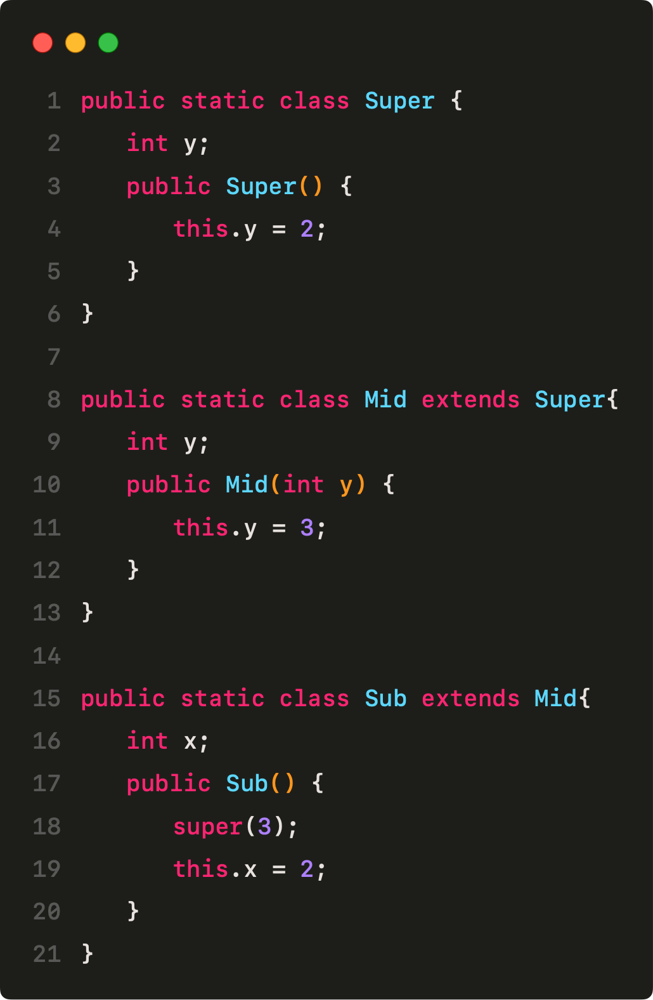 1 public static class Super {
2     int y;
3     public Super() {
4         this.y = 2;
5     }
6 }
7
8 public static class Mid extends Super{
9     int y;
10     public Mid(int y) {
11         this.y = 3;
12     }
13 }
14
15 public static class Sub extends Mid{
16     int x;
17     public Sub() {
18         super(3);
19         this.x = 2;
20     }
21 }